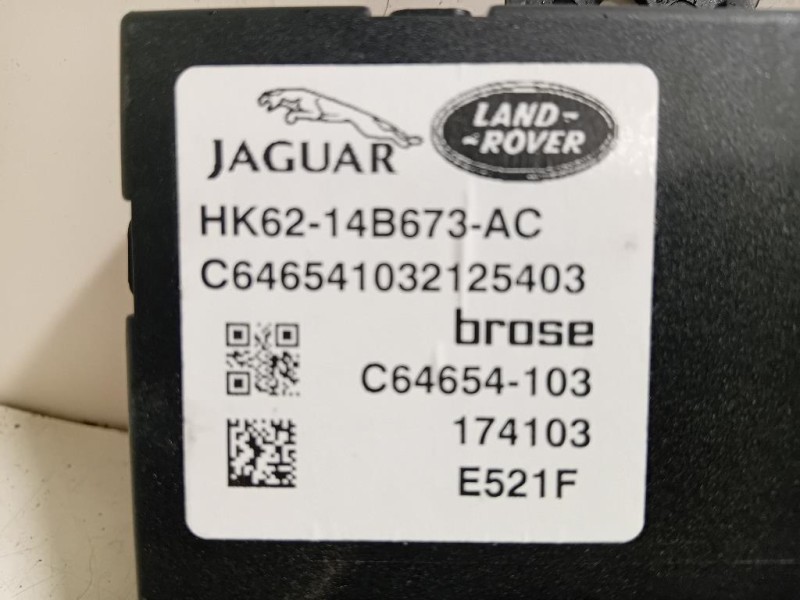 JAGUAR
LAND-
-ROVER
HK62-14B673-AC
C646541032125403
brose
C64654-103
174103
E521F